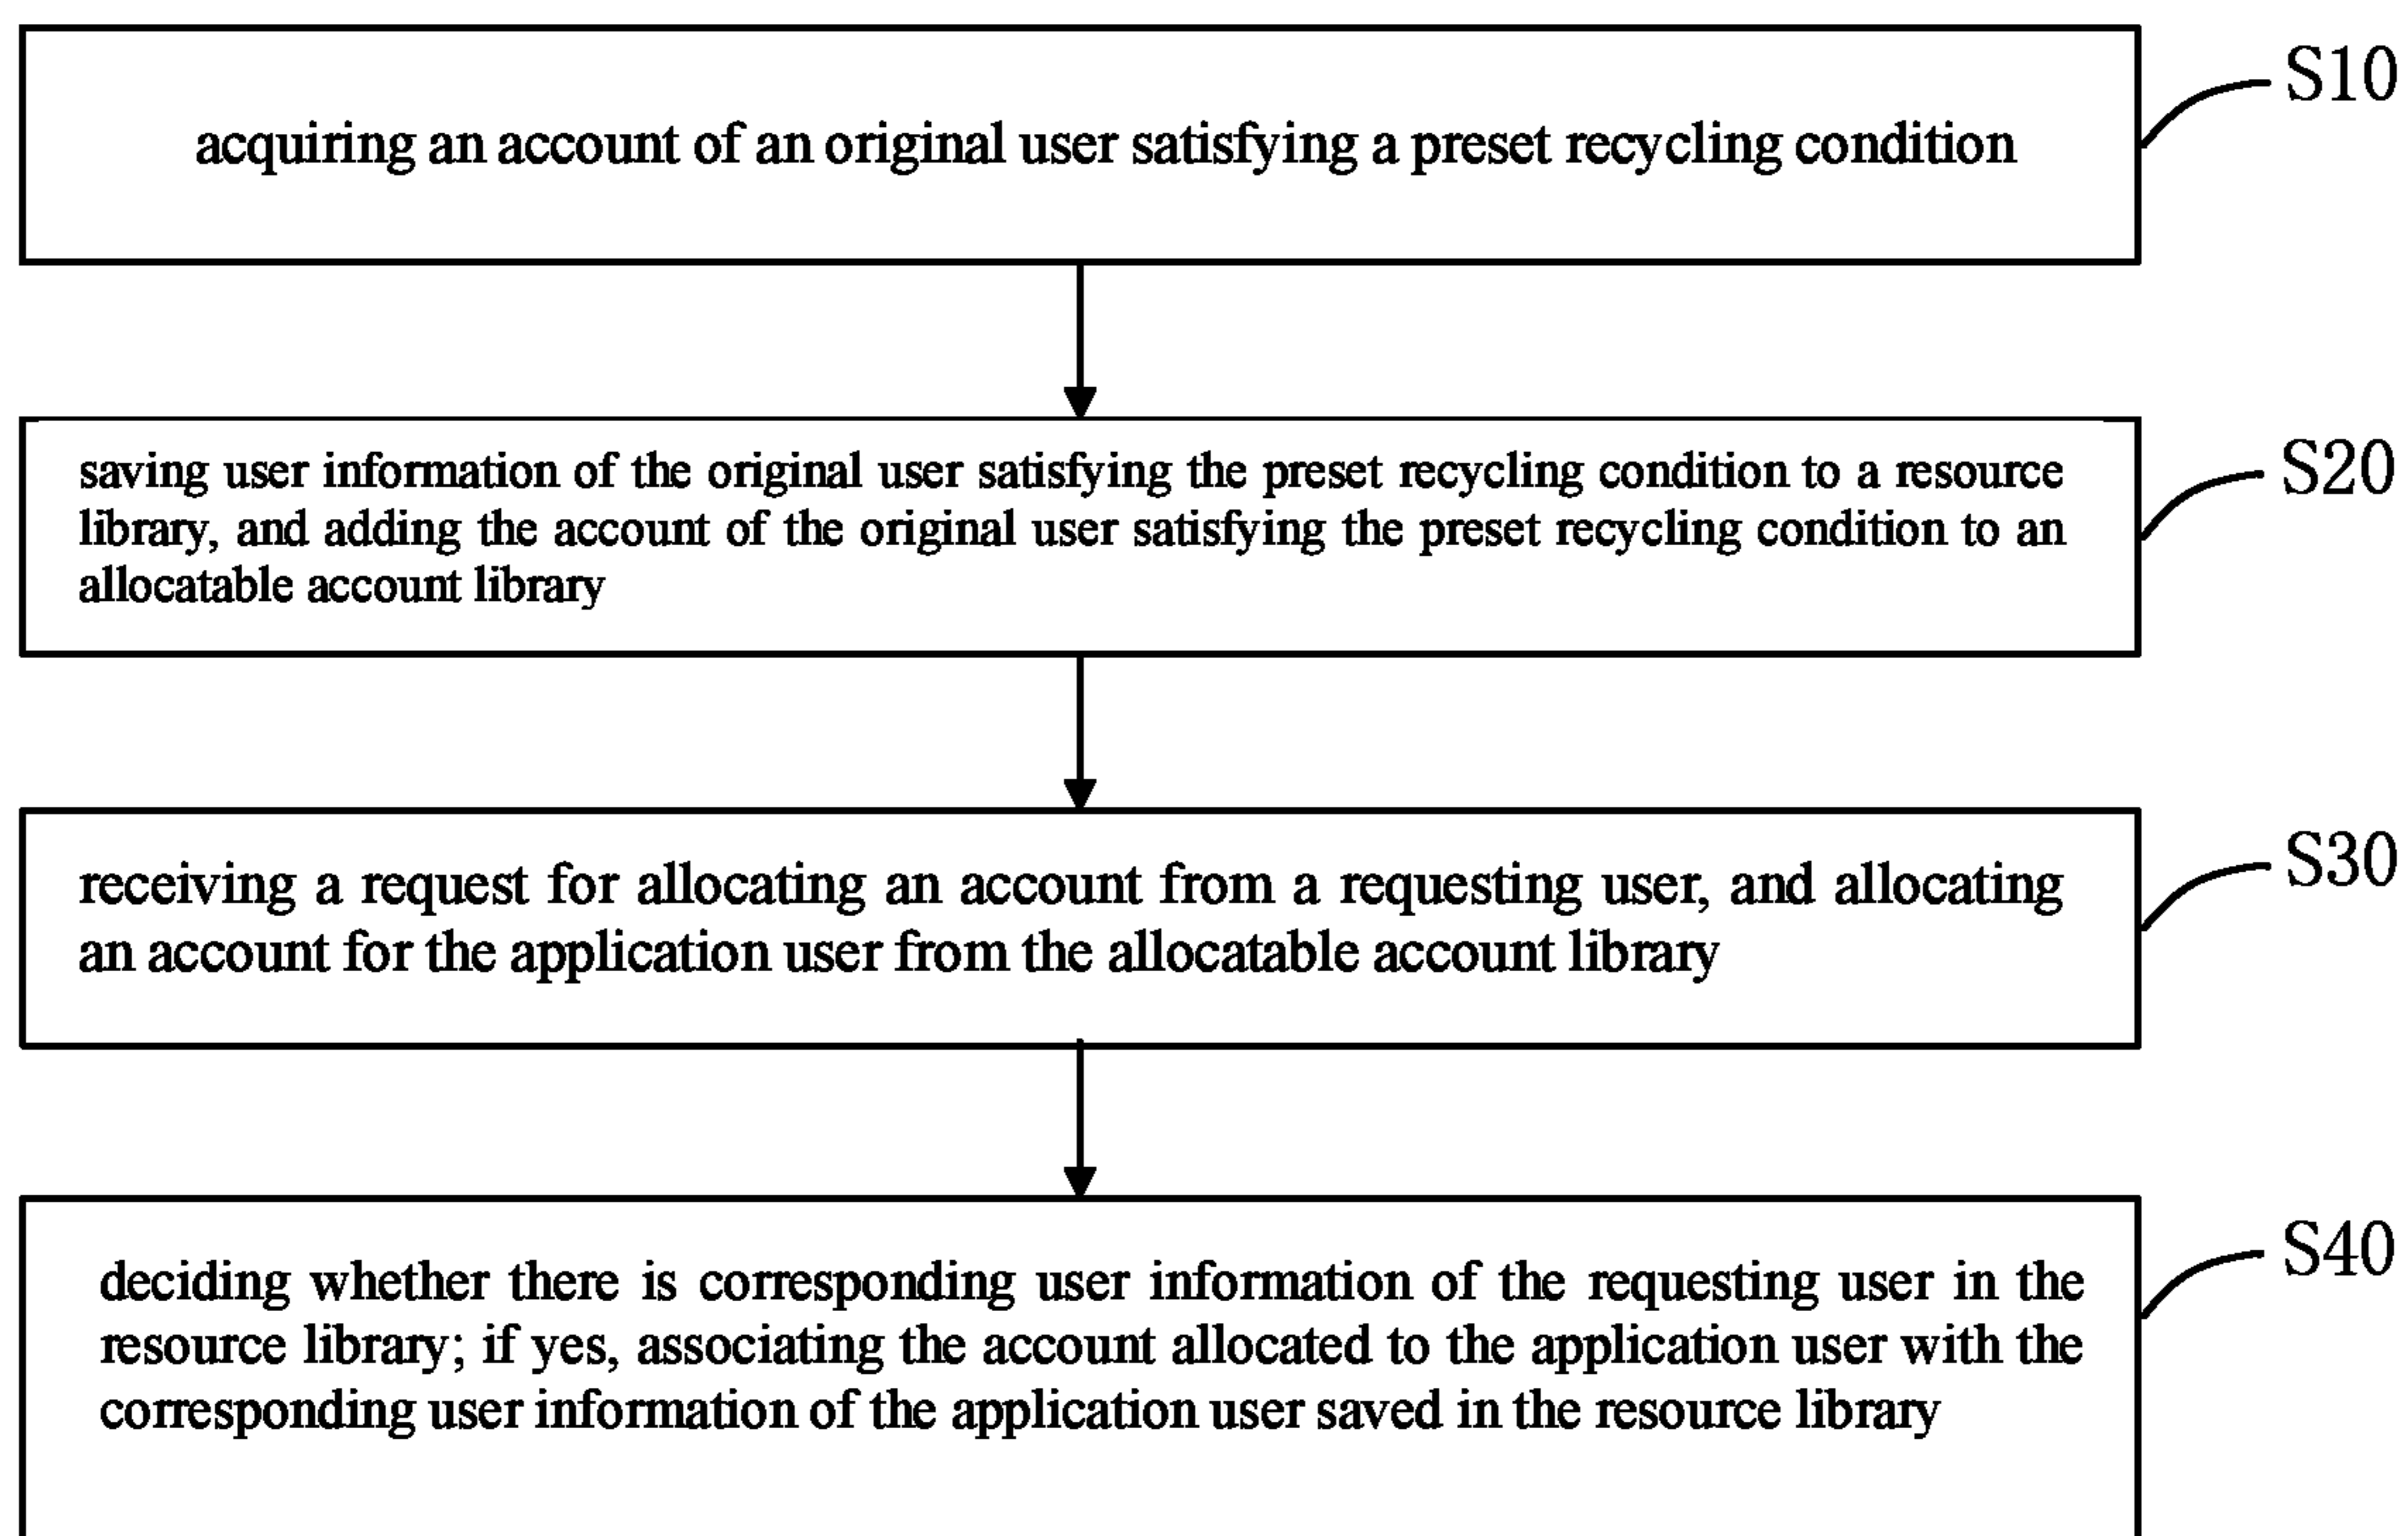 acquiring an account of an original user satisfying a preset recycling condition
S10
saving user information of the original user satisfying the preset recycling condition to a resource
library, and adding the account of the original user satisfying the preset recycling condition to an
allocatable account library
S20
receiving a request for allocating an account from a requesting user, and allocating
an account for the application user from the allocatable account library
S30
deciding whether there is corresponding user information of the requesting user in the
resource library; if yes, associating the account allocated to the application user with the
corresponding user information of the application user saved in the resource library
S40